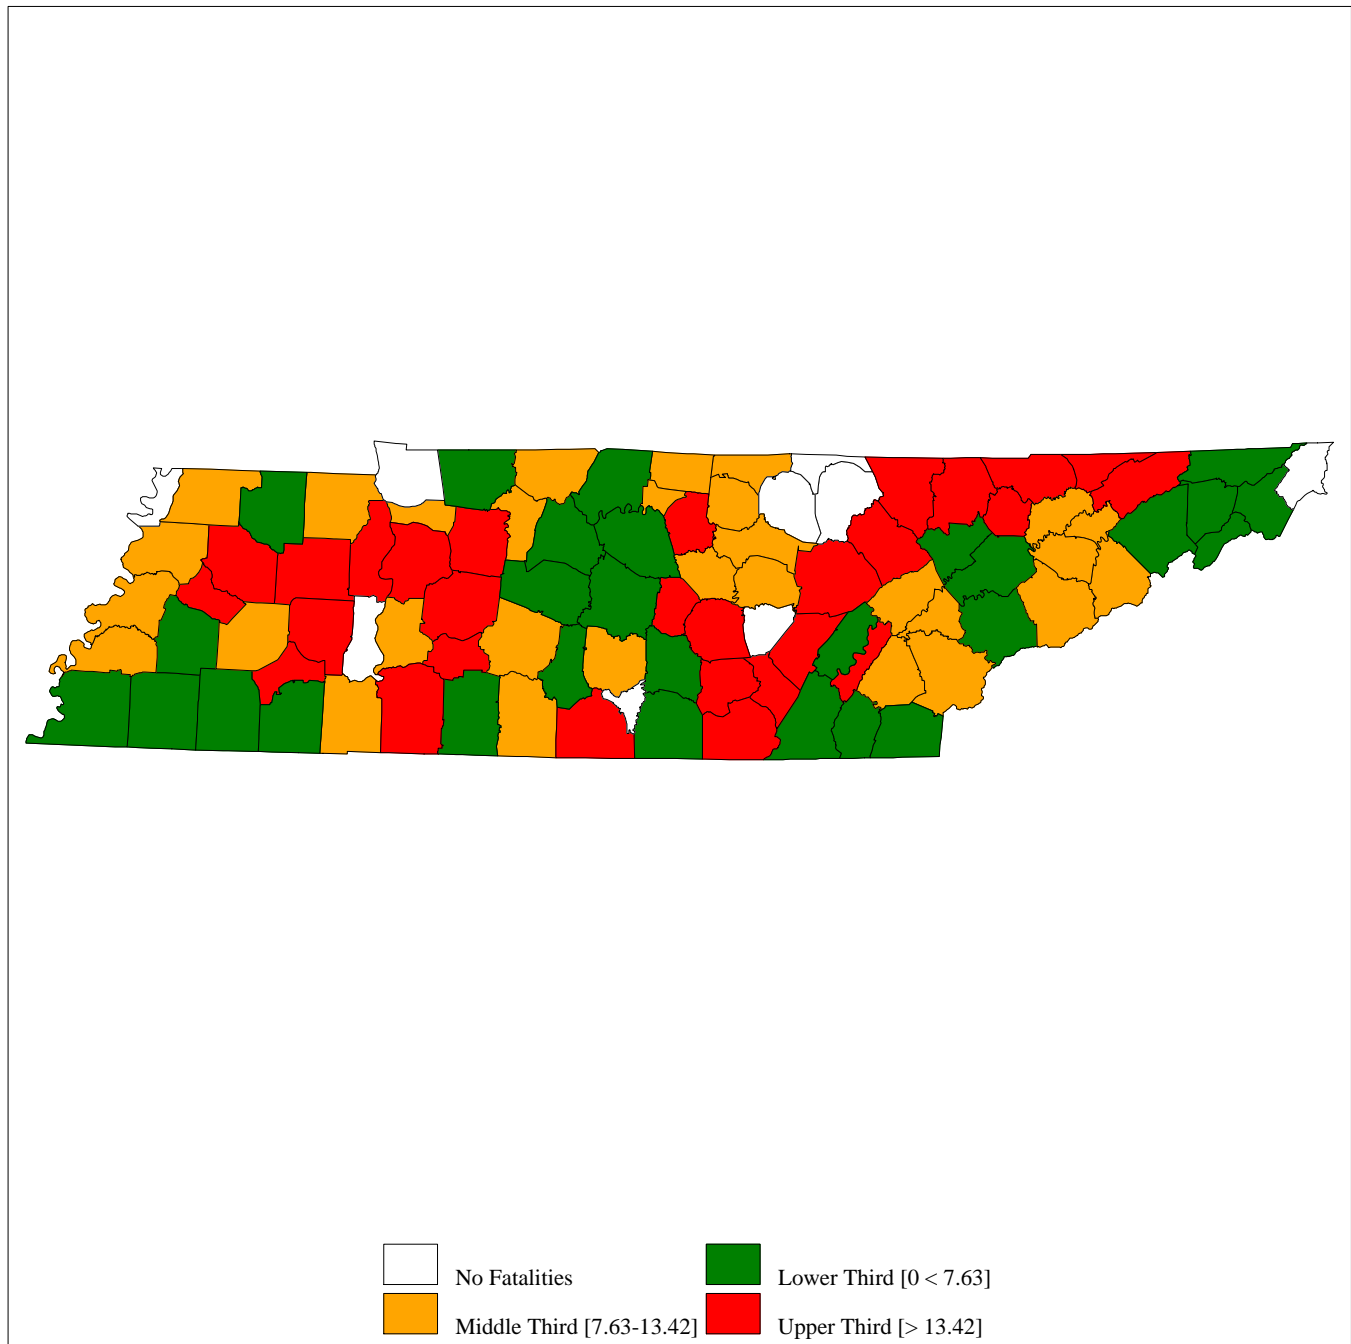 No Fatalities
Lower Third [0 < 7.63]
Middle Third [7.63-13.42]
Upper Third [> 13.42]